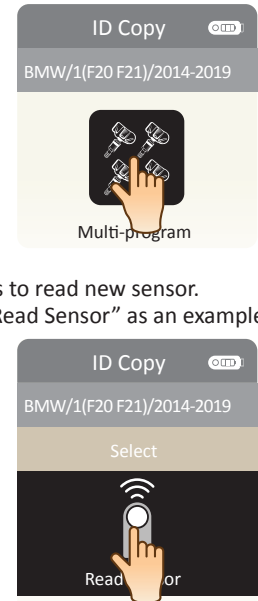 ID Copy
BMW/1(F20 F21)/2014-2019
Multi-program
s to read new sensor.
Read Sensor” as an example
ID Copy
BMW/1(F20 F21)/2014-2019
Select
Read